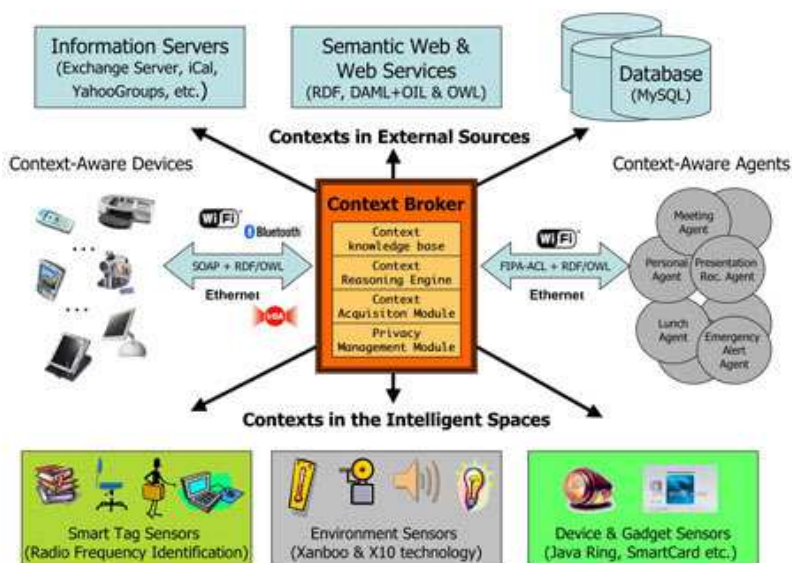 Information Servers
(Exchange Server, iCal,
YahooGroups, etc.)
Semantic Web &
Web Services
(RDF, DAML+OIL & OWL)
Database
(MySQL)
Contexts in External Sources
Context-Aware Devices
Context-Aware Agents
WiFi
Bluetooth
SOAP + RDF/OWL
Ethernet
IrDA
Context Broker
Context
knowledge base
Context
Reasoning Engine
Context
Acquisiton Module
Privacy
Management Module
WiFi
FIPA-ACL + RDF/OWL
Ethernet
Meeting
Agent
Personal
Agent
Presentation
Rec. Agent
Lunch
Agent
Emergency
Alert
Agent
Contexts in the Intelligent Spaces
Smart Tag Sensors
(Radio Frequency Identification)
Environment Sensors
(Xanboo & X10 technology)
Device & Gadget Sensors
(Java Ring, SmartCard etc.)